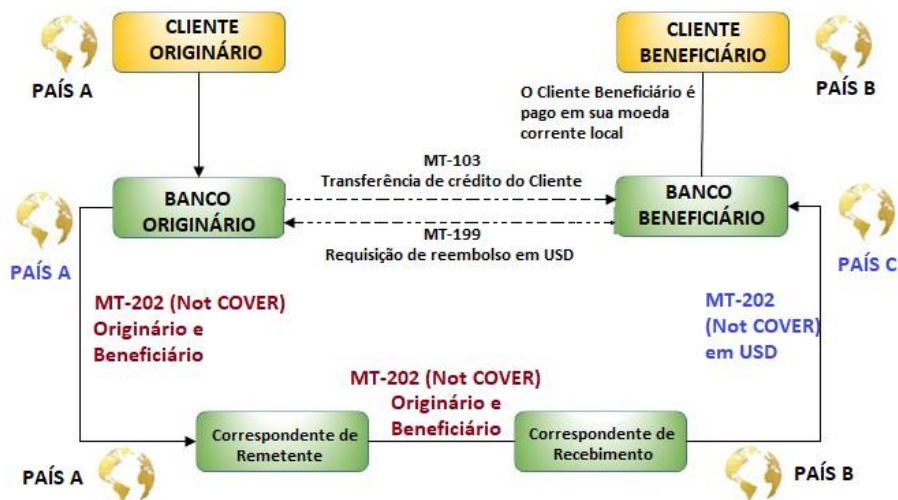 CLIENTE
ORIGINÁRIO
PAÍS A
CLIENTE
BENEFICIÁRIO
PAÍS B
O Cliente Beneficiário é
pago em sua moeda
corrente local
MT-103
Transferência de crédito do Cliente
BANCO
ORIGINÁRIO
BANCO
BENEFICIÁRIO
MT-199
Requisição de reembolso em USD
PAÍS A
PAÍS C
MT-202 (Not COVER)
Originário e
Beneficiário
MT-202
(Not COVER)
em USD
MT-202 (Not COVER)
Originário e
Beneficiário
Correspondente de
Remetente
Correspondente de
Recebimento
PAÍS A
PAÍS B